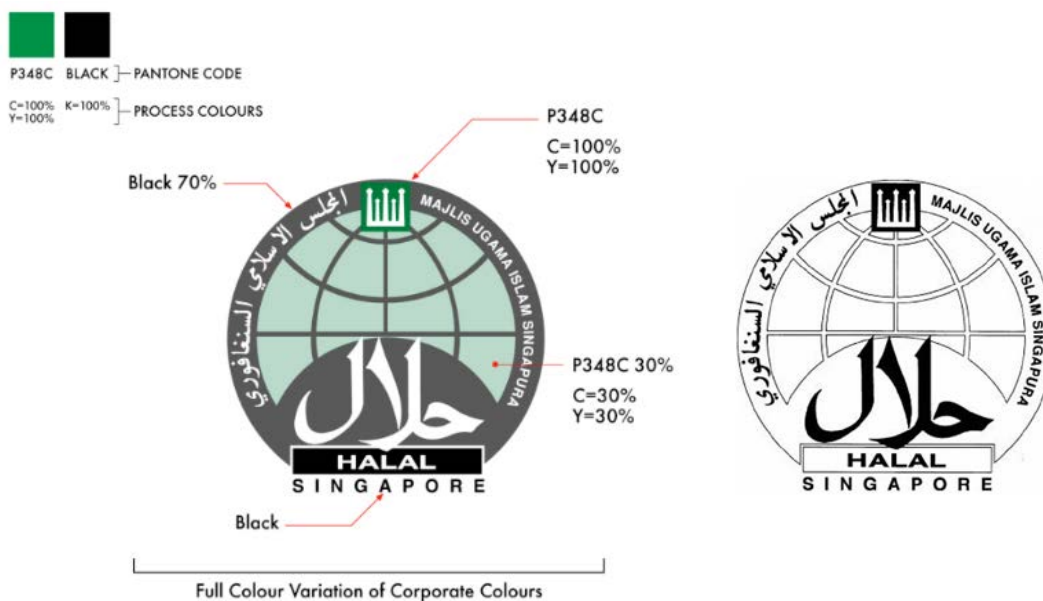 P348C BLACK PANTONE CODE
C=100% K=100% PROCESS COLOURS
Y=100%
P348C
C=100%
Y=100%
Black 70%
المجلس الاسلامي السنغافوري
MAJLIS UGAMA ISLAM SINGAPURA
P348C 30%
C=30%
Y=30%
حلال
HALAL
SINGAPORE
Black
Full Colour Variation of Corporate Colours
المجلس الاسلامي السنغافوري
MAJLIS UGAMA ISLAM SINGAPURA
حلال
HALAL
SINGAPORE